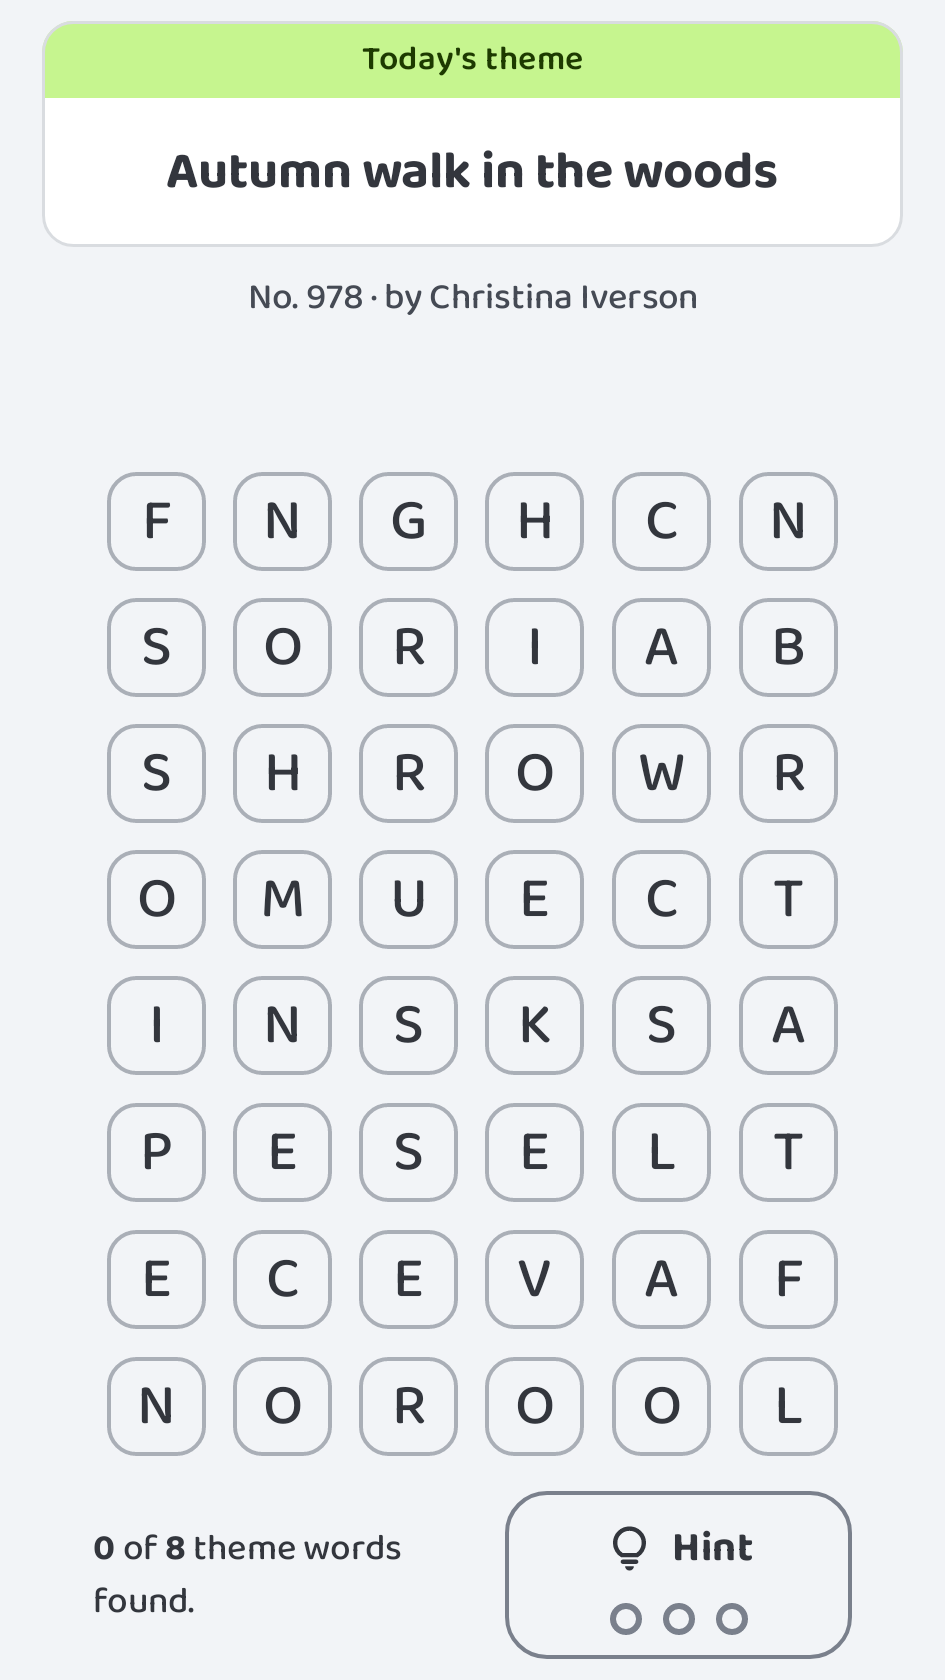 Today's theme
Autumn walk in the woods
No. 978 · by Christina Iverson
F N G H C N
S O R I A B
S H R O W R
O M U E C T
I N S K S A
P E S E L T
E C E V A F
N O R O O L
0 of 8 theme words
found.
Hint